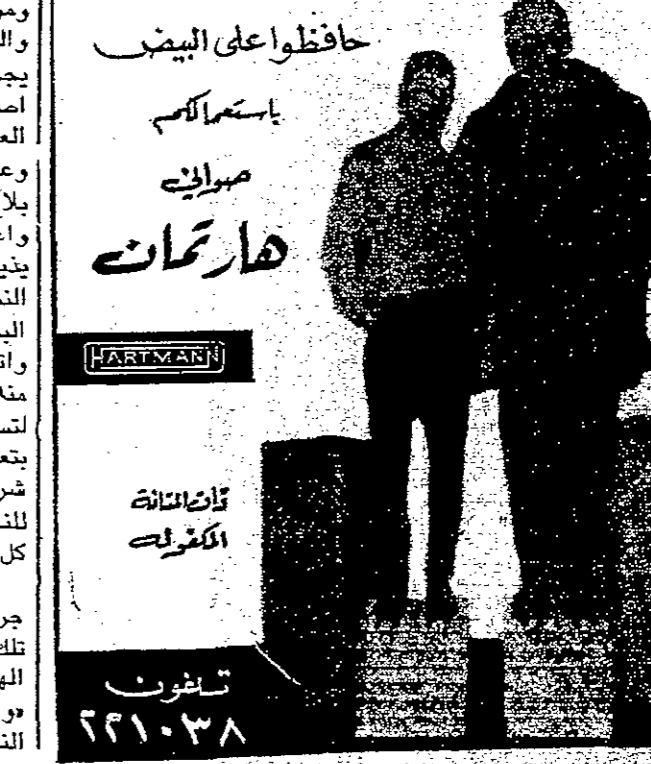 حافظوا على البيض
باستعمالكم
صواني
هارتمان
HARTMANN
ذات المتانة
المكفولة
تلفون
٢٢١٠٣٨